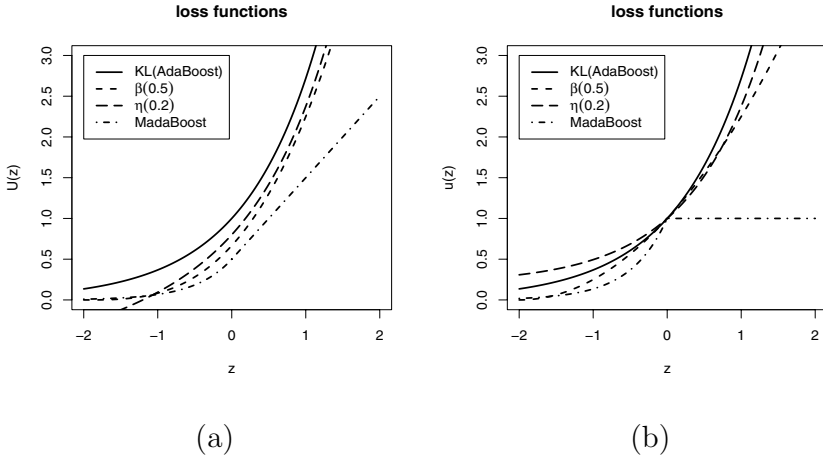 loss functions
U(z)
3.0
2.5
2.0
1.5
1.0
0.5
0.0
KL(AdaBoost)
β(0.5)
η(0.2)
MadaBoost
−2 −1 0 1 2
z
(a)
loss functions
u(z)
3.0
2.5
2.0
1.5
1.0
0.5
0.0
KL(AdaBoost)
β(0.5)
η(0.2)
MadaBoost
−2 −1 0 1 2
z
(b)